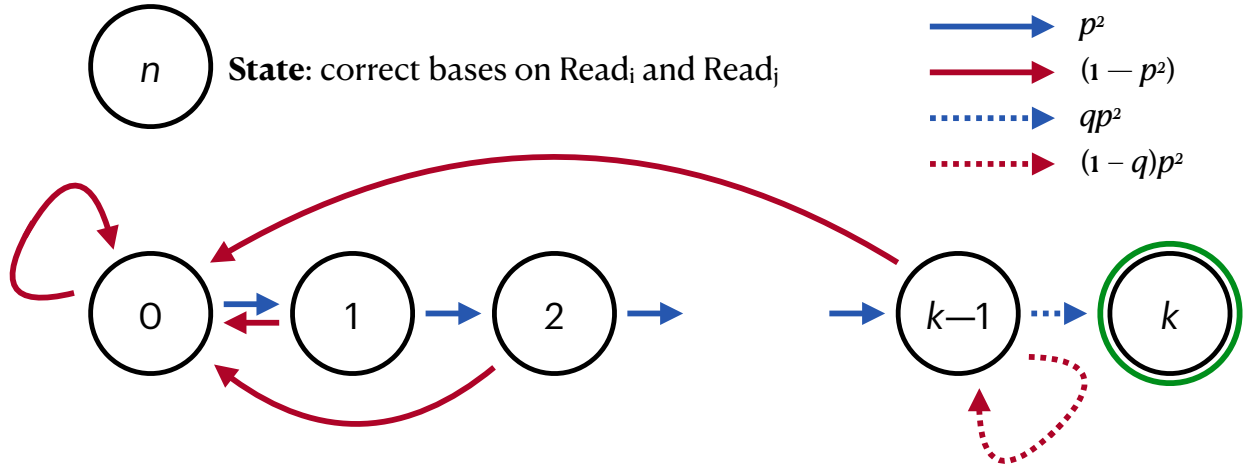 n
State: correct bases on Readᵢ and Readⱼ
p²
(1 — p²)
qp²
(1 - q)p²
0
1
2
k—1
k